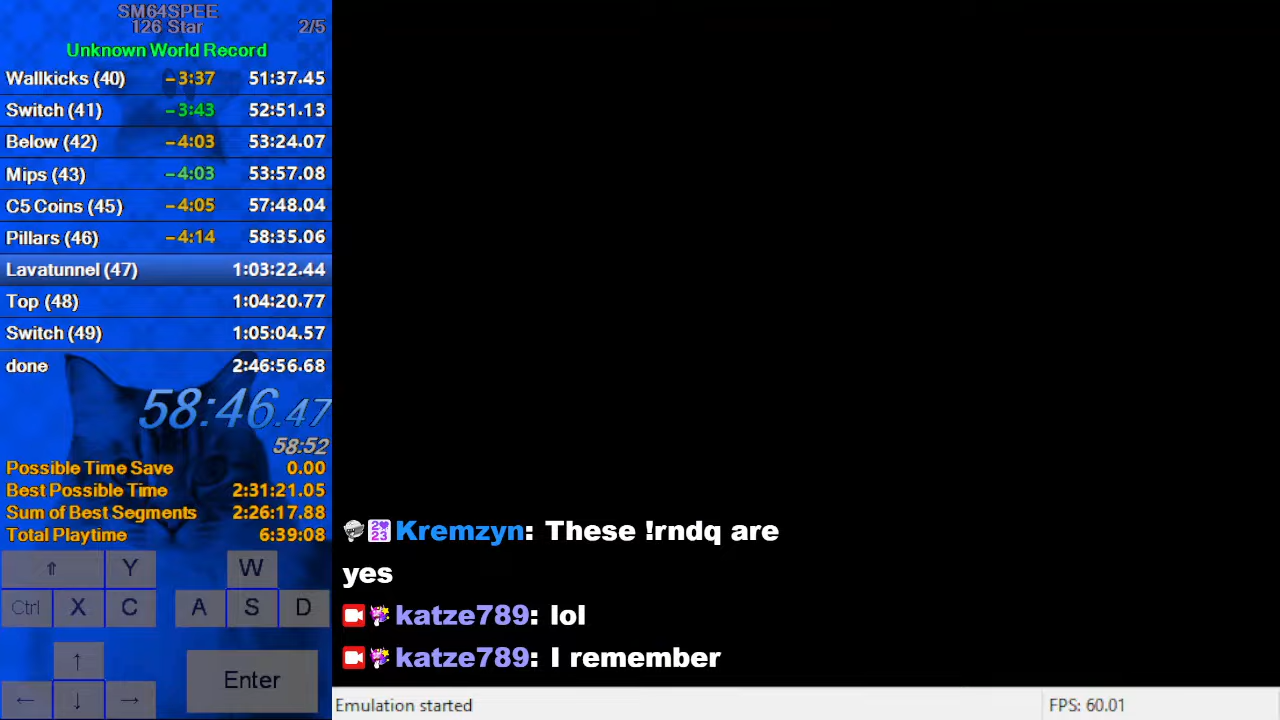 SM64SPEE
126 Star 2/5
Unknown World Record
Wallkicks (40) -3:37 51:37.45
Switch (41) -3:43 52:51.13
Below (42) -4:03 53:24.07
Mips (43) -4:03 53:57.08
C5 Coins (45) -4:05 57:48.04
Pillars (46) -4:14 58:35.06
Lavatunnel (47) 1:03:22.44
Top (48) 1:04:20.77
Switch (49) 1:05:04.57
done 2:46:56.68
58:46.47
58:52
Possible Time Save 0.00
Best Possible Time 2:31:21.05
Sum of Best Segments 2:26:17.88
Total Playtime 6:39:08
⇑ Y W
Ctrl X C A S D
↑
← ↓ → Enter
2023 Kremzyn: These !rndq are
yes
katze789: lol
katze789: I remember
Emulation started FPS: 60.01